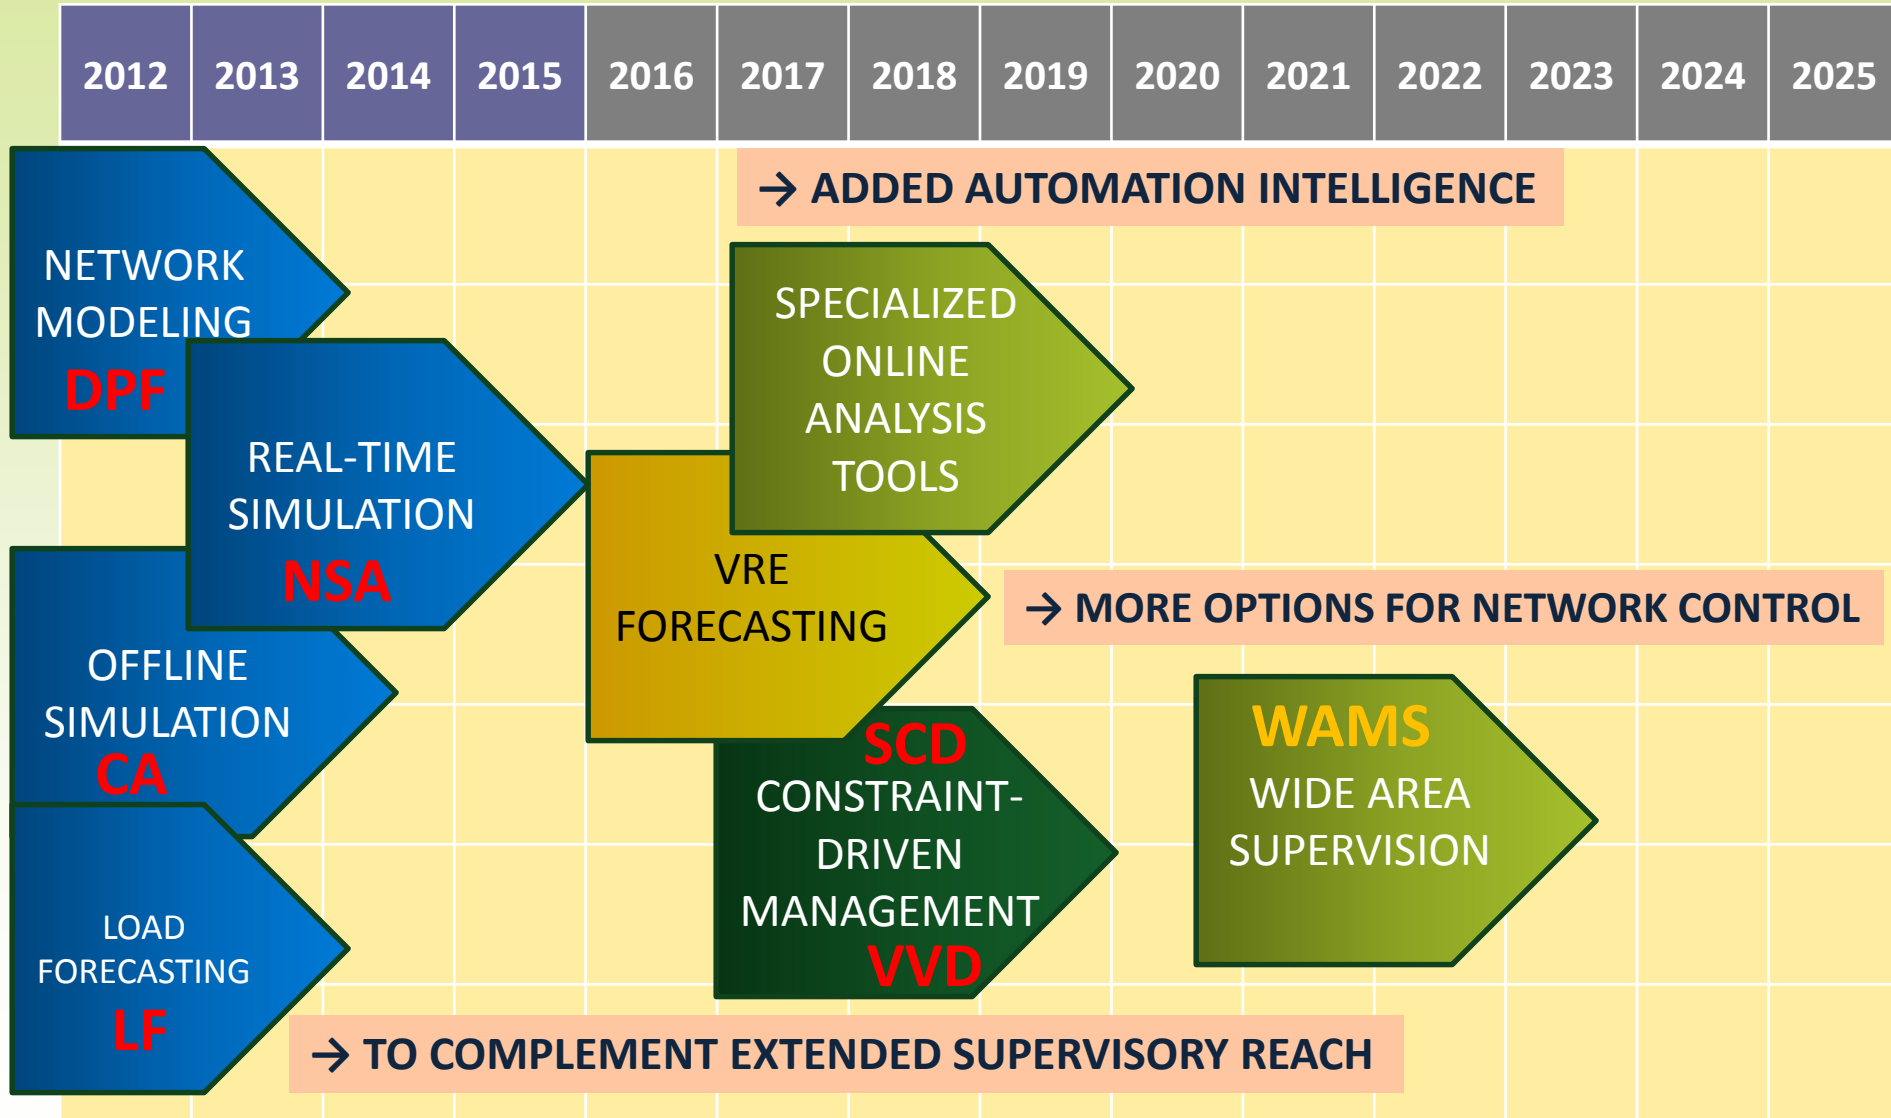 2012 2013 2014 2015 2016 2017 2018 2019 2020 2021 2022 2023 2024 2025
→ ADDED AUTOMATION INTELLIGENCE
NETWORK
MODELING
DPF
SPECIALIZED
ONLINE
ANALYSIS
TOOLS
REAL-TIME
SIMULATION
NSA
VRE
FORECASTING
→ MORE OPTIONS FOR NETWORK CONTROL
OFFLINE
SIMULATION
CA
SCD
CONSTRAINT-
DRIVEN
MANAGEMENT
VVD
WAMS
WIDE AREA
SUPERVISION
LOAD
FORECASTING
LF
→ TO COMPLEMENT EXTENDED SUPERVISORY REACH